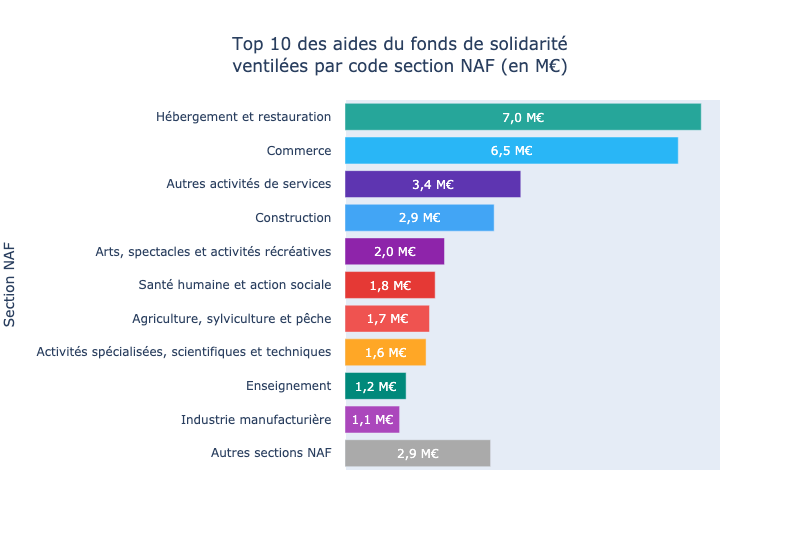 Top 10 des aides du fonds de solidarité
ventilées par code section NAF (en M€)
Section NAF
Hébergement et restauration 7,0 M€
Commerce 6,5 M€
Autres activités de services 3,4 M€
Construction 2,9 M€
Arts, spectacles et activités récréatives 2,0 M€
Santé humaine et action sociale 1,8 M€
Agriculture, sylviculture et pêche 1,7 M€
Activités spécialisées, scientifiques et techniques 1,6 M€
Enseignement 1,2 M€
Industrie manufacturière 1,1 M€
Autres sections NAF 2,9 M€